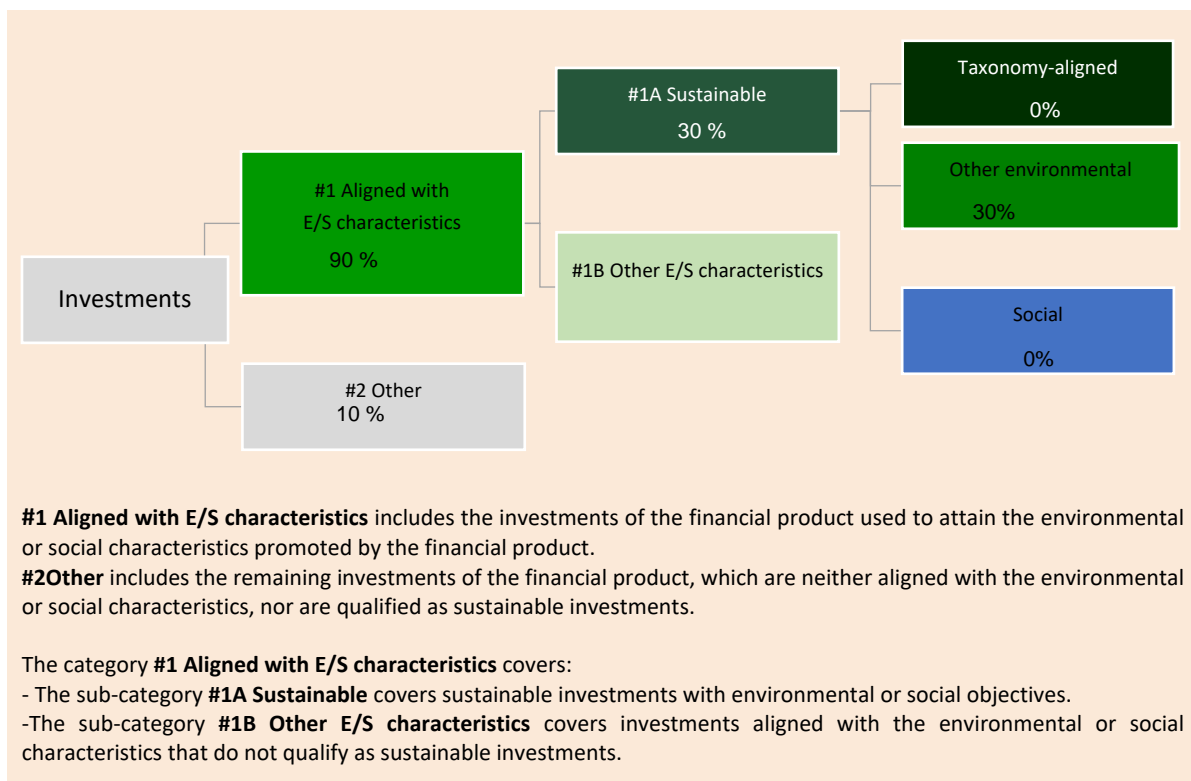 Investments
#1 Aligned with
E/S characteristics
90 %
#2 Other
10 %
#1A Sustainable
30 %
#1B Other E/S characteristics
Taxonomy-aligned
0%
Other environmental
30%
Social
0%
#1 Aligned with E/S characteristics includes the investments of the financial product used to attain the environmental
or social characteristics promoted by the financial product.
#2Other includes the remaining investments of the financial product, which are neither aligned with the environmental
or social characteristics, nor are qualified as sustainable investments.
The category #1 Aligned with E/S characteristics covers:
- The sub-category #1A Sustainable covers sustainable investments with environmental or social objectives.
-The sub-category #1B Other E/S characteristics covers investments aligned with the environmental or social
characteristics that do not qualify as sustainable investments.